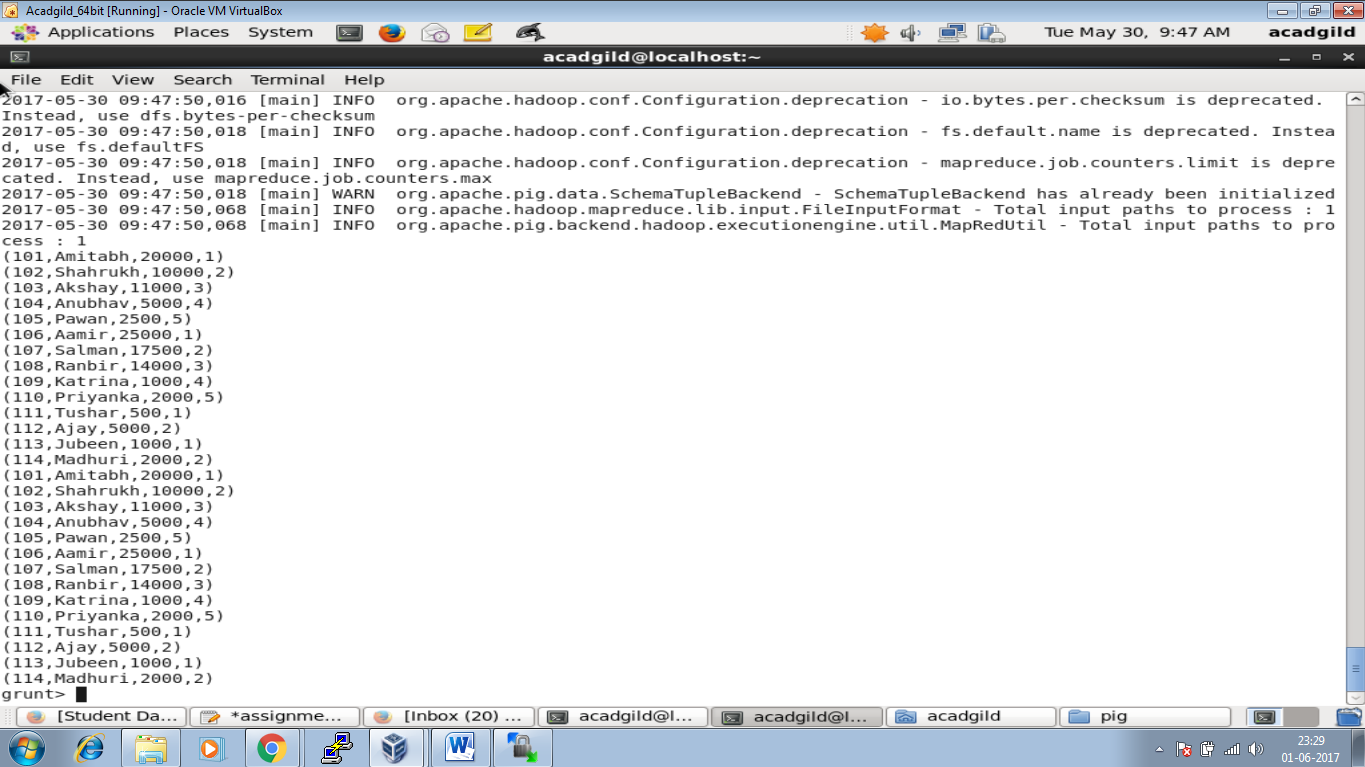 Acadgild_64bit [Running] - Oracle VM VirtualBox
Applications Places System Tue May 30, 9:47 AM acadgild
acadgild@localhost:~
File Edit View Search Terminal Help
2017-05-30 09:47:50,016 [main] INFO  org.apache.hadoop.conf.Configuration.deprecation - io.bytes.per.checksum is deprecated.
Instead, use dfs.bytes-per-checksum
2017-05-30 09:47:50,018 [main] INFO  org.apache.hadoop.conf.Configuration.deprecation - fs.default.name is deprecated. Instea
d, use fs.defaultFS
2017-05-30 09:47:50,018 [main] INFO  org.apache.hadoop.conf.Configuration.deprecation - mapreduce.job.counters.limit is depre
cated. Instead, use mapreduce.job.counters.max
2017-05-30 09:47:50,018 [main] WARN  org.apache.pig.data.SchemaTupleBackend - SchemaTupleBackend has already been initialized
2017-05-30 09:47:50,068 [main] INFO  org.apache.hadoop.mapreduce.lib.input.FileInputFormat - Total input paths to process : 1
2017-05-30 09:47:50,068 [main] INFO  org.apache.pig.backend.hadoop.executionengine.util.MapRedUtil - Total input paths to pro
cess : 1
(101,Amitabh,20000,1)
(102,Shahrukh,10000,2)
(103,Akshay,11000,3)
(104,Anubhav,5000,4)
(105,Pawan,2500,5)
(106,Aamir,25000,1)
(107,Salman,17500,2)
(108,Ranbir,14000,3)
(109,Katrina,1000,4)
(110,Priyanka,2000,5)
(111,Tushar,500,1)
(112,Ajay,5000,2)
(113,Jubeen,1000,1)
(114,Madhuri,2000,2)
(101,Amitabh,20000,1)
(102,Shahrukh,10000,2)
(103,Akshay,11000,3)
(104,Anubhav,5000,4)
(105,Pawan,2500,5)
(106,Aamir,25000,1)
(107,Salman,17500,2)
(108,Ranbir,14000,3)
(109,Katrina,1000,4)
(110,Priyanka,2000,5)
(111,Tushar,500,1)
(112,Ajay,5000,2)
(113,Jubeen,1000,1)
(114,Madhuri,2000,2)
grunt>
[Student Da... *assignme... [Inbox (20) ... acadgild@l... acadgild@l... acadgild pig
23:29
01-06-2017